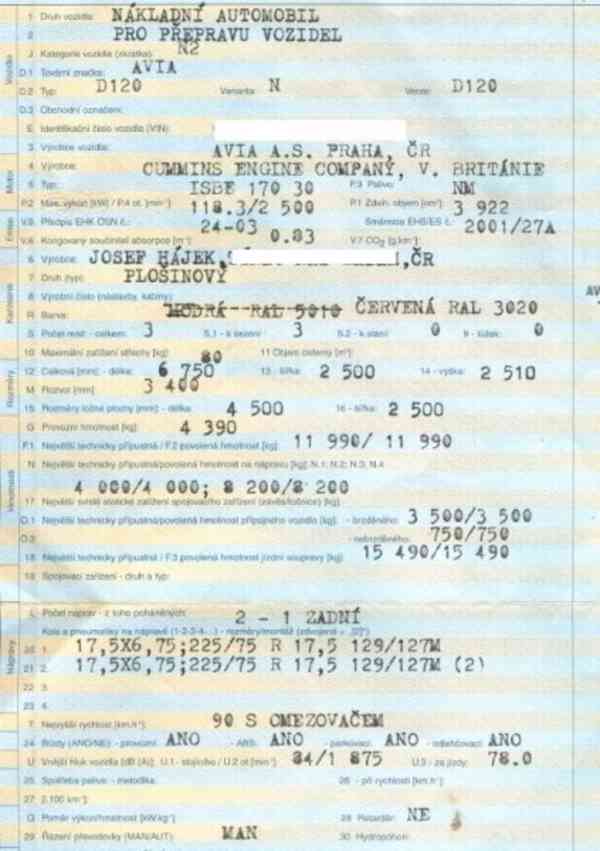 1 Druh vozidla: NÁKLADNÍ AUTOMOBIL
2 PRO PŘEPRAVU VOZIDEL
J Kategorie vozidla (zkratka): N2
D.1 Tovární značka: AVIA
D.2 Typ: D120 Varianta: N Verze: D120
D.3 Obchodní označení:
E Identifikační číslo vozidla (VIN):
3 Výrobce vozidla: AVIA A.S. PRAHA, ČR
4 Výrobce: CUMMINS ENGINE COMPANY, V. BRITÁNIE
5 Typ: ISBE 170 30 P.3 Palivo: NM
P.2 Max. výkon [kW] / P.4 ot. [min⁻¹]: 118.3/2 500 P.1 Zdvih. objem [cm³]: 3 922
V.9 Předpis EHK OSN č.: 24-03 Směrnice EHS/ES č.: 2001/27A
V.6 Korigovaný součinitel absorpce [m⁻¹]: 0.83 V.7 CO₂ [g.km⁻¹]:
6 Výrobce: JOSEF HÁJEK, ,ČR
7 Druh (typ): PLOŠINOVÝ
8 Výrobní číslo (nástavby, kabiny):
R Barva: MODRÁ RAL 5010 ČERVENÁ RAL 3020
S Počet míst - celkem: 3 S.1 - k sezení: 3 S.2 - k stání: 0 9 - lůžek: 0
10 Maximální zatížení střechy [kg]: 80 11 Objem cisterny [m³]:
12 Celková [mm] - délka: 6 750 13 - šířka: 2 500 14 - výška: 2 510
M Rozvor [mm]: 3 400
15 Rozměry ložné plochy [mm] - délka: 4 500 16 - šířka: 2 500
G Provozní hmotnost [kg]: 4 390
F.1 Největší technicky přípustná / F.2 povolená hmotnost [kg]: 11 990/ 11 990
N Největší technicky přípustná/povolená hmotnost na nápravu [kg]: N.1; N.2; N.3; N.4
4 000/4 000; 8 200/8 200
17 Největší svislé statické zatížení spojovacího zařízení (závěs/točnice) [kg]:
O.1 Největší technicky přípustná/povolená hmotnost přípojného vozidla [kg]: - brzděného: 3 500/3 500
O.2 - nebrzděného: 750/750
18 Největší technicky přípustná / F.3 povolená hmotnost jízdní soupravy [kg]: 15 490/15 490
19 Spojovací zařízení - druh a typ:
L Počet náprav - z toho poháněných: 2 - 1 ZADNÍ
Kola a pneumatiky na nápravě (1-2-3-4...) - rozměry/montáž
20 1. 17,5X6,75;225/75 R 17,5 129/127M
21 2. 17,5X6,75;225/75 R 17,5 129/127M (2)
22 3.
23 4.
T Nejvyšší rychlost [km.h⁻¹]: 90 S OMEZOVAČEM
24 Brzdy (ANO/NE) - provozní: ANO - ABS: ANO - parkovací: ANO - odlehčovací: ANO
U Vnější hluk vozidla [dB (A)]: U.1 - stojícího / U.2 ot [min⁻¹]: 84/1 875 U.3 - za jízdy: 78.0
25 Spotřeba paliva: - metodika: 26 - při rychlosti [km.h⁻¹]:
27 [l.100 km⁻¹]:
Q Poměr výkon/hmotnost [kW.kg⁻¹]: 28 Retardér: NE
29 Řazení převodovky (MAN/AUT): MAN 30 Hydropohon: